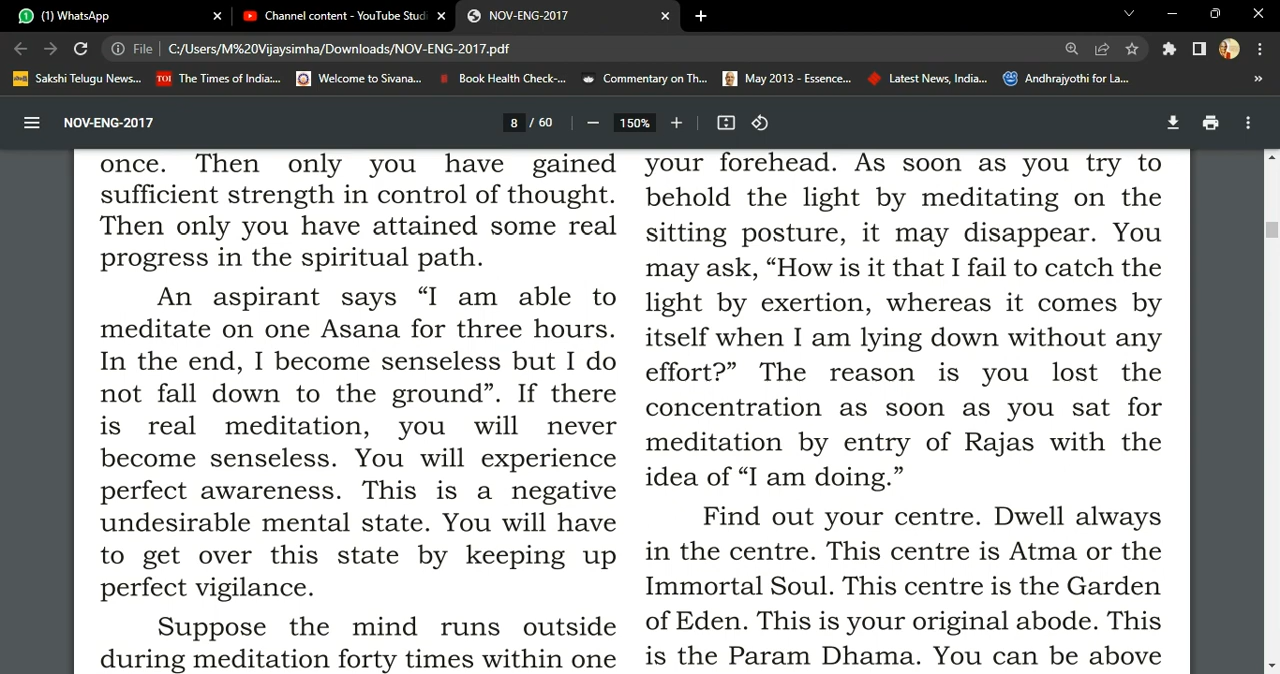 (1) WhatsApp
Channel content - YouTube Studi
NOV-ENG-2017
File
C:/Users/M%20Vijaysimha/Downloads/NOV-ENG-2017.pdf
Sakshi Telugu News...
The Times of India:...
Welcome to Sivana...
Book Health Check-...
Commentary on Th...
May 2013 - Essence...
Latest News, India...
Andhrajyothi for La...
NOV-ENG-2017
8 / 60
150%
once. Then only you have gained
sufficient strength in control of thought.
Then only you have attained some real
progress in the spiritual path.
An aspirant says “I am able to
meditate on one Asana for three hours.
In the end, I become senseless but I do
not fall down to the ground”. If there
is real meditation, you will never
become senseless. You will experience
perfect awareness. This is a negative
undesirable mental state. You will have
to get over this state by keeping up
perfect vigilance.
Suppose the mind runs outside
during meditation forty times within one
your forehead. As soon as you try to
behold the light by meditating on the
sitting posture, it may disappear. You
may ask, “How is it that I fail to catch the
light by exertion, whereas it comes by
itself when I am lying down without any
effort?” The reason is you lost the
concentration as soon as you sat for
meditation by entry of Rajas with the
idea of “I am doing.”
Find out your centre. Dwell always
in the centre. This centre is Atma or the
Immortal Soul. This centre is the Garden
of Eden. This is your original abode. This
is the Param Dhama. You can be above